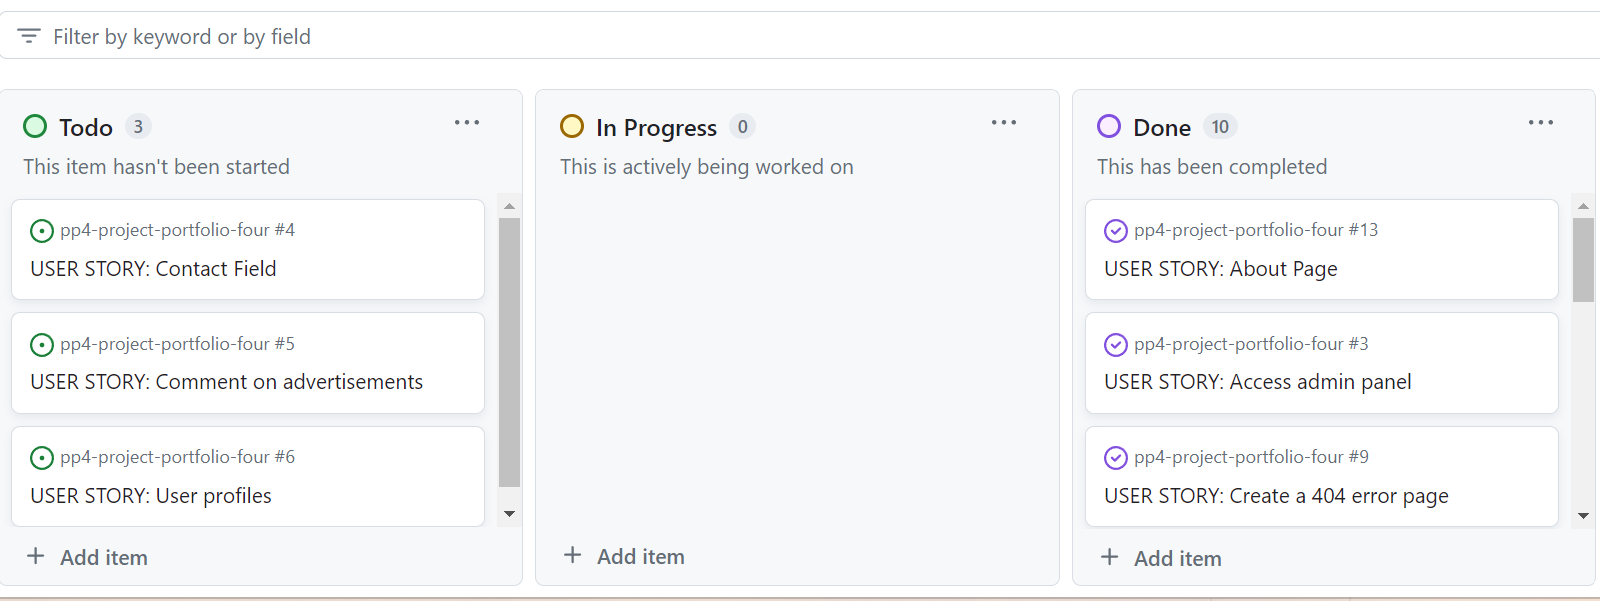 Filter by keyword or by field
Todo 3
This item hasn't been started
pp4-project-portfolio-four #4
USER STORY: Contact Field
pp4-project-portfolio-four #5
USER STORY: Comment on advertisements
pp4-project-portfolio-four #6
USER STORY: User profiles
Add item
In Progress 0
This is actively being worked on
Add item
Done 10
This has been completed
pp4-project-portfolio-four #13
USER STORY: About Page
pp4-project-portfolio-four #3
USER STORY: Access admin panel
pp4-project-portfolio-four #9
USER STORY: Create a 404 error page
Add item